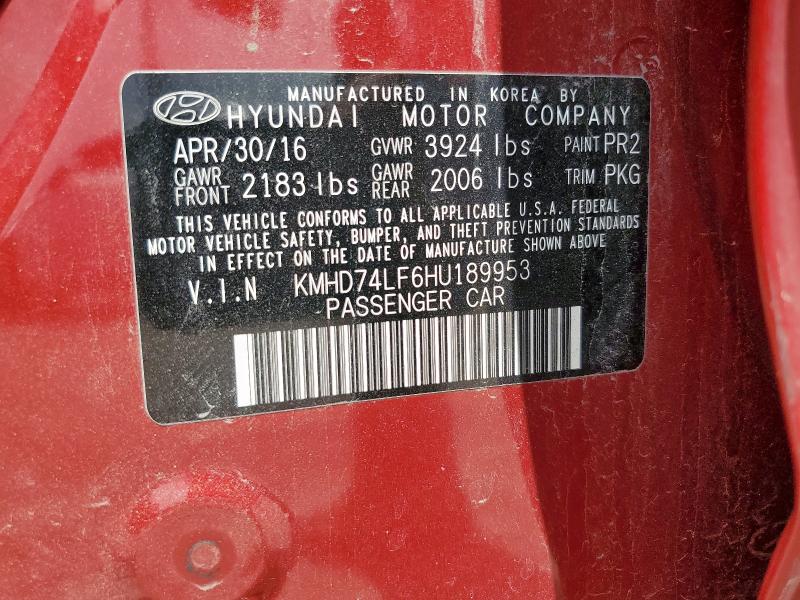 MANUFACTURED IN KOREA BY
HYUNDAI MOTOR COMPANY
APR/30/16 GVWR 3924 lbs PAINT PR2
GAWR FRONT 2183 lbs GAWR REAR 2006 lbs TRIM PKG
THIS VEHICLE CONFORMS TO ALL APPLICABLE U.S.A. FEDERAL
MOTOR VEHICLE SAFETY, BUMPER, AND THEFT PREVENTION STANDARDS
IN EFFECT ON THE DATE OF MANUFACTURE SHOWN ABOVE
V.I.N KMHD74LF6HU189953
PASSENGER CAR